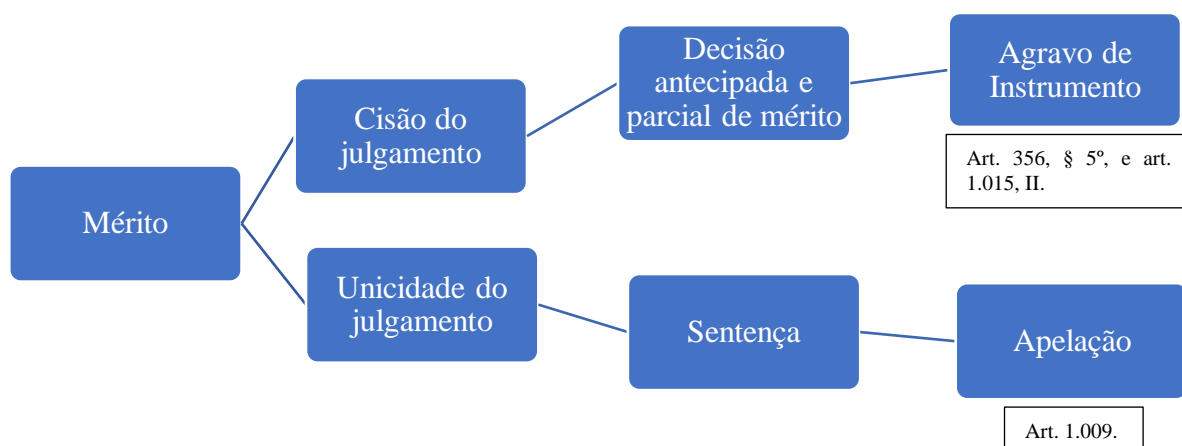 Mérito
Cisão do
julgamento
Decisão
antecipada e
parcial de mérito
Agravo de
Instrumento
Art. 356, § 5º, e art.
1.015, II.
Unicidade do
julgamento
Sentença
Apelação
Art. 1.009.